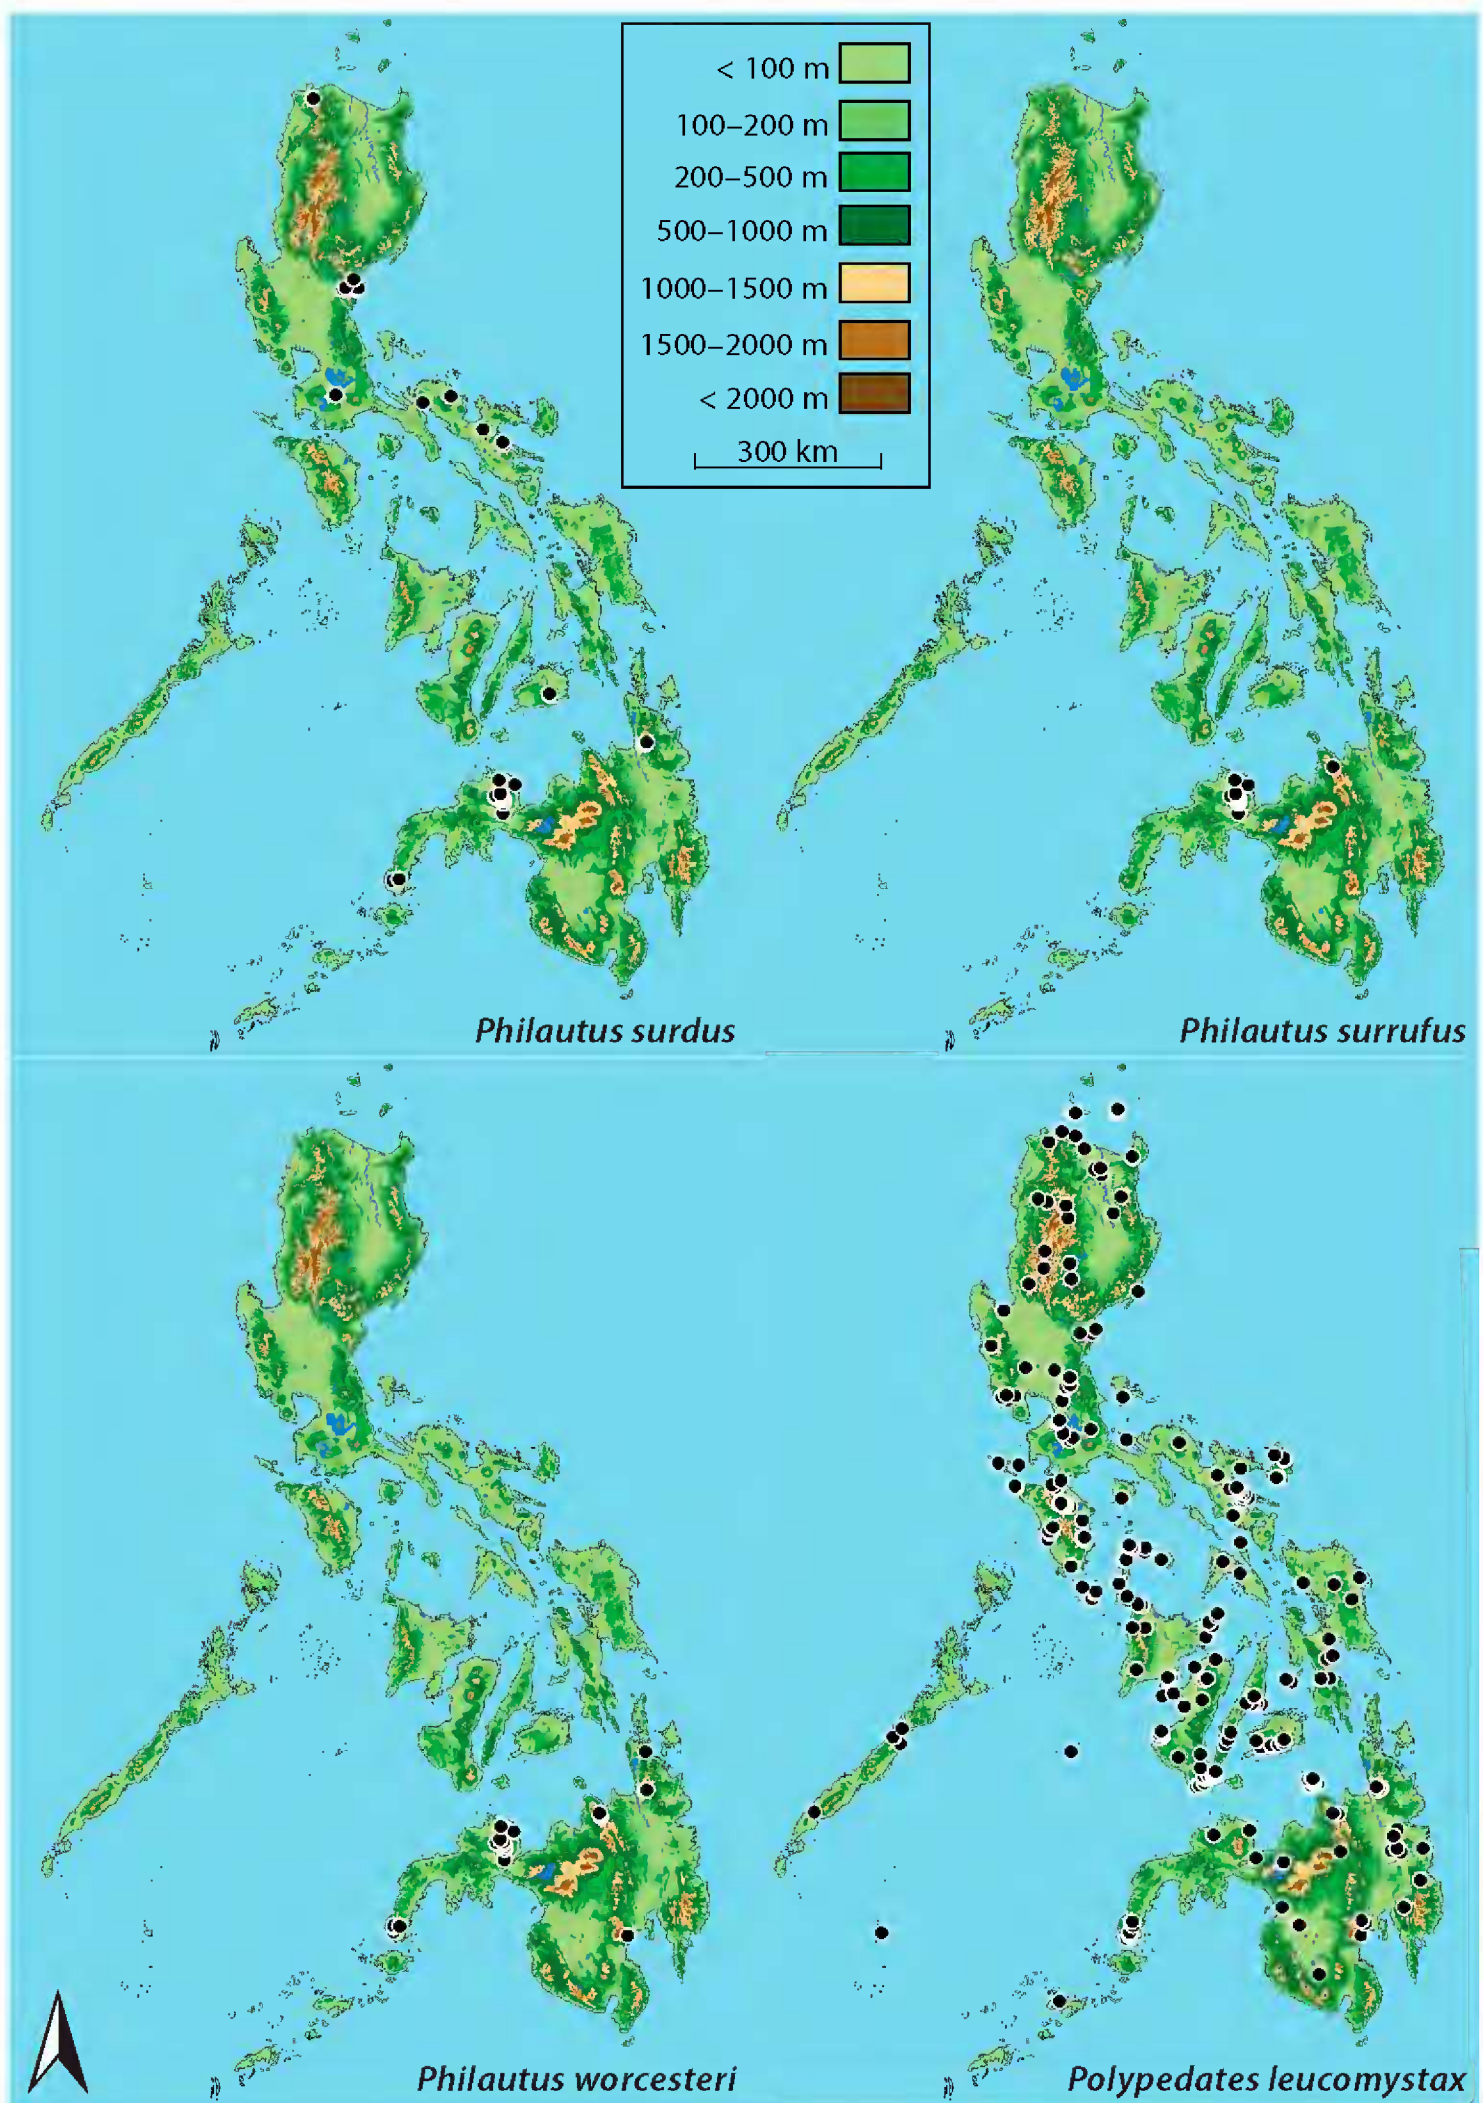 < 100 m
100–200 m
200–500 m
500–1000 m
1000–1500 m
1500–2000 m
< 2000 m
300 km
Philautus surdus
Philautus surrufus
Philautus worcesteri
Polypedates leucomystax